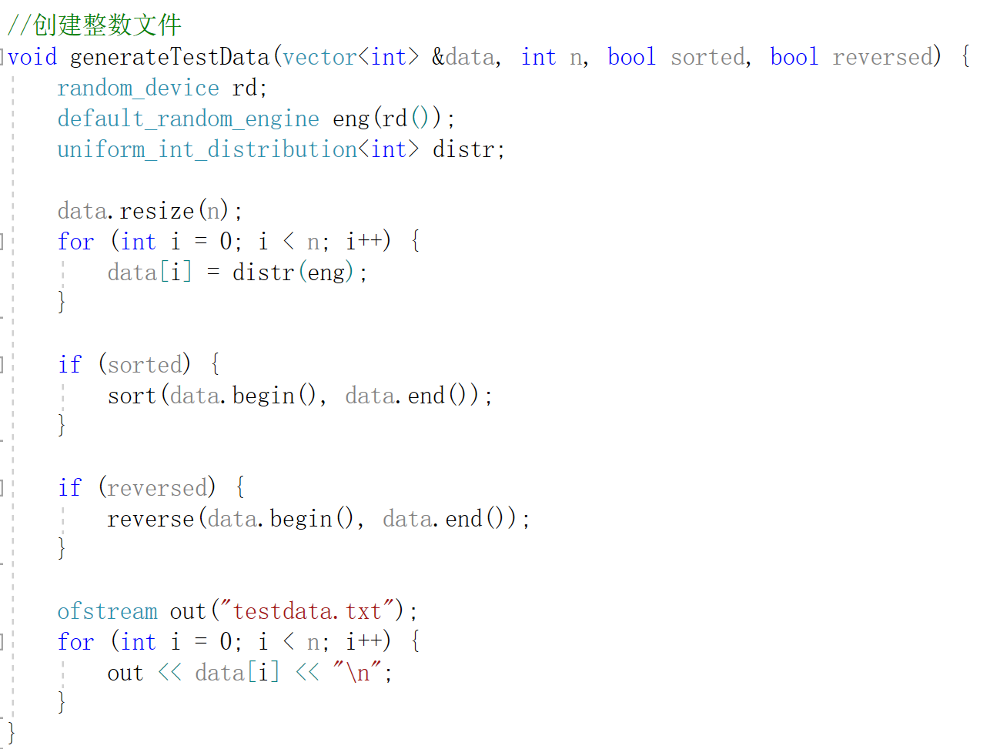 //创建整数文件
void generateTestData(vector<int> &data, int n, bool sorted, bool reversed) {
    random_device rd;
    default_random_engine eng(rd());
    uniform_int_distribution<int> distr;

    data.resize(n);
    for (int i = 0; i < n; i++) {
        data[i] = distr(eng);
    }

    if (sorted) {
        sort(data.begin(), data.end());
    }

    if (reversed) {
        reverse(data.begin(), data.end());
    }

    ofstream out("testdata.txt");
    for (int i = 0; i < n; i++) {
        out << data[i] << "\n";
    }
}